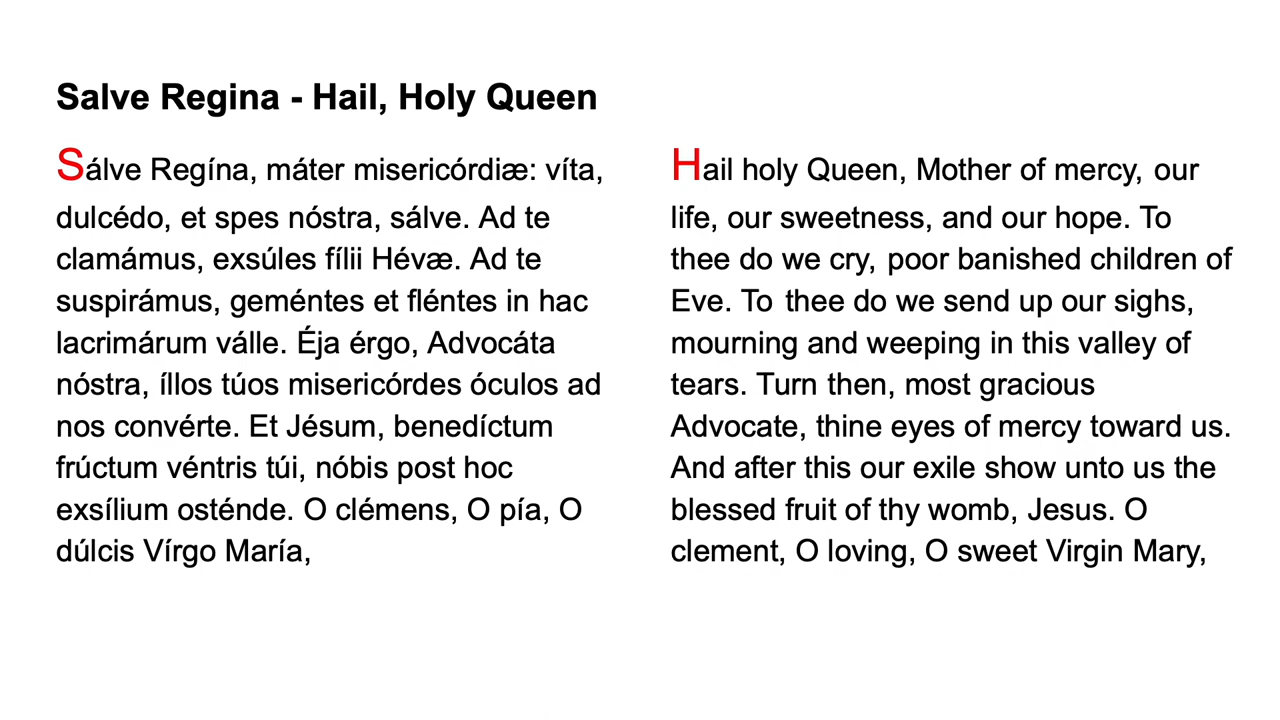 Salve Regina - Hail, Holy Queen
Sálve Regína, máter misericórdiæ: víta,
dulcédo, et spes nóstra, sálve. Ad te
clamámus, exsúles fílii Hévæ. Ad te
suspirámus, geméntes et fléntes in hac
lacrimárum válle. Éja érgo, Advocáta
nóstra, íllos túos misericórdes óculos ad
nos convérte. Et Jésum, benedíctum
frúctum véntris túi, nóbis post hoc
exsílium osténde. O clémens, O pía, O
dúlcis Vírgo María,
Hail holy Queen, Mother of mercy, our
life, our sweetness, and our hope. To
thee do we cry, poor banished children of
Eve. To thee do we send up our sighs,
mourning and weeping in this valley of
tears. Turn then, most gracious
Advocate, thine eyes of mercy toward us.
And after this our exile show unto us the
blessed fruit of thy womb, Jesus. O
clement, O loving, O sweet Virgin Mary,